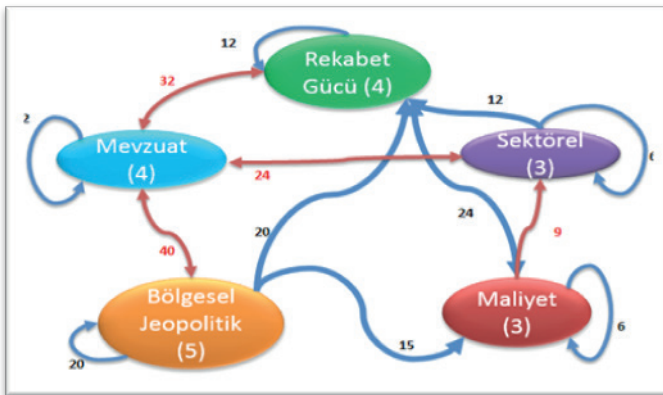 12
Rekabet
Gücü (4)
32
12
2
Mevzuat
(4)
Sektörel
(3)
24
40
20
24
9
Bölgesel
Jeopolitik
(5)
Maliyet
(3)
20
15
6